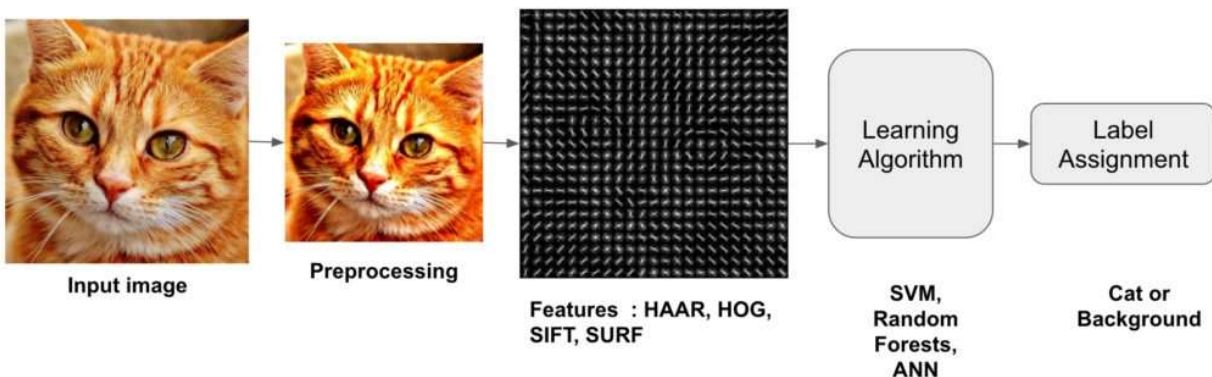 Input image
Preprocessing
Features : HAAR, HOG,
SIFT, SURF
Learning
Algorithm
SVM,
Random
Forests,
ANN
Label
Assignment
Cat or
Background